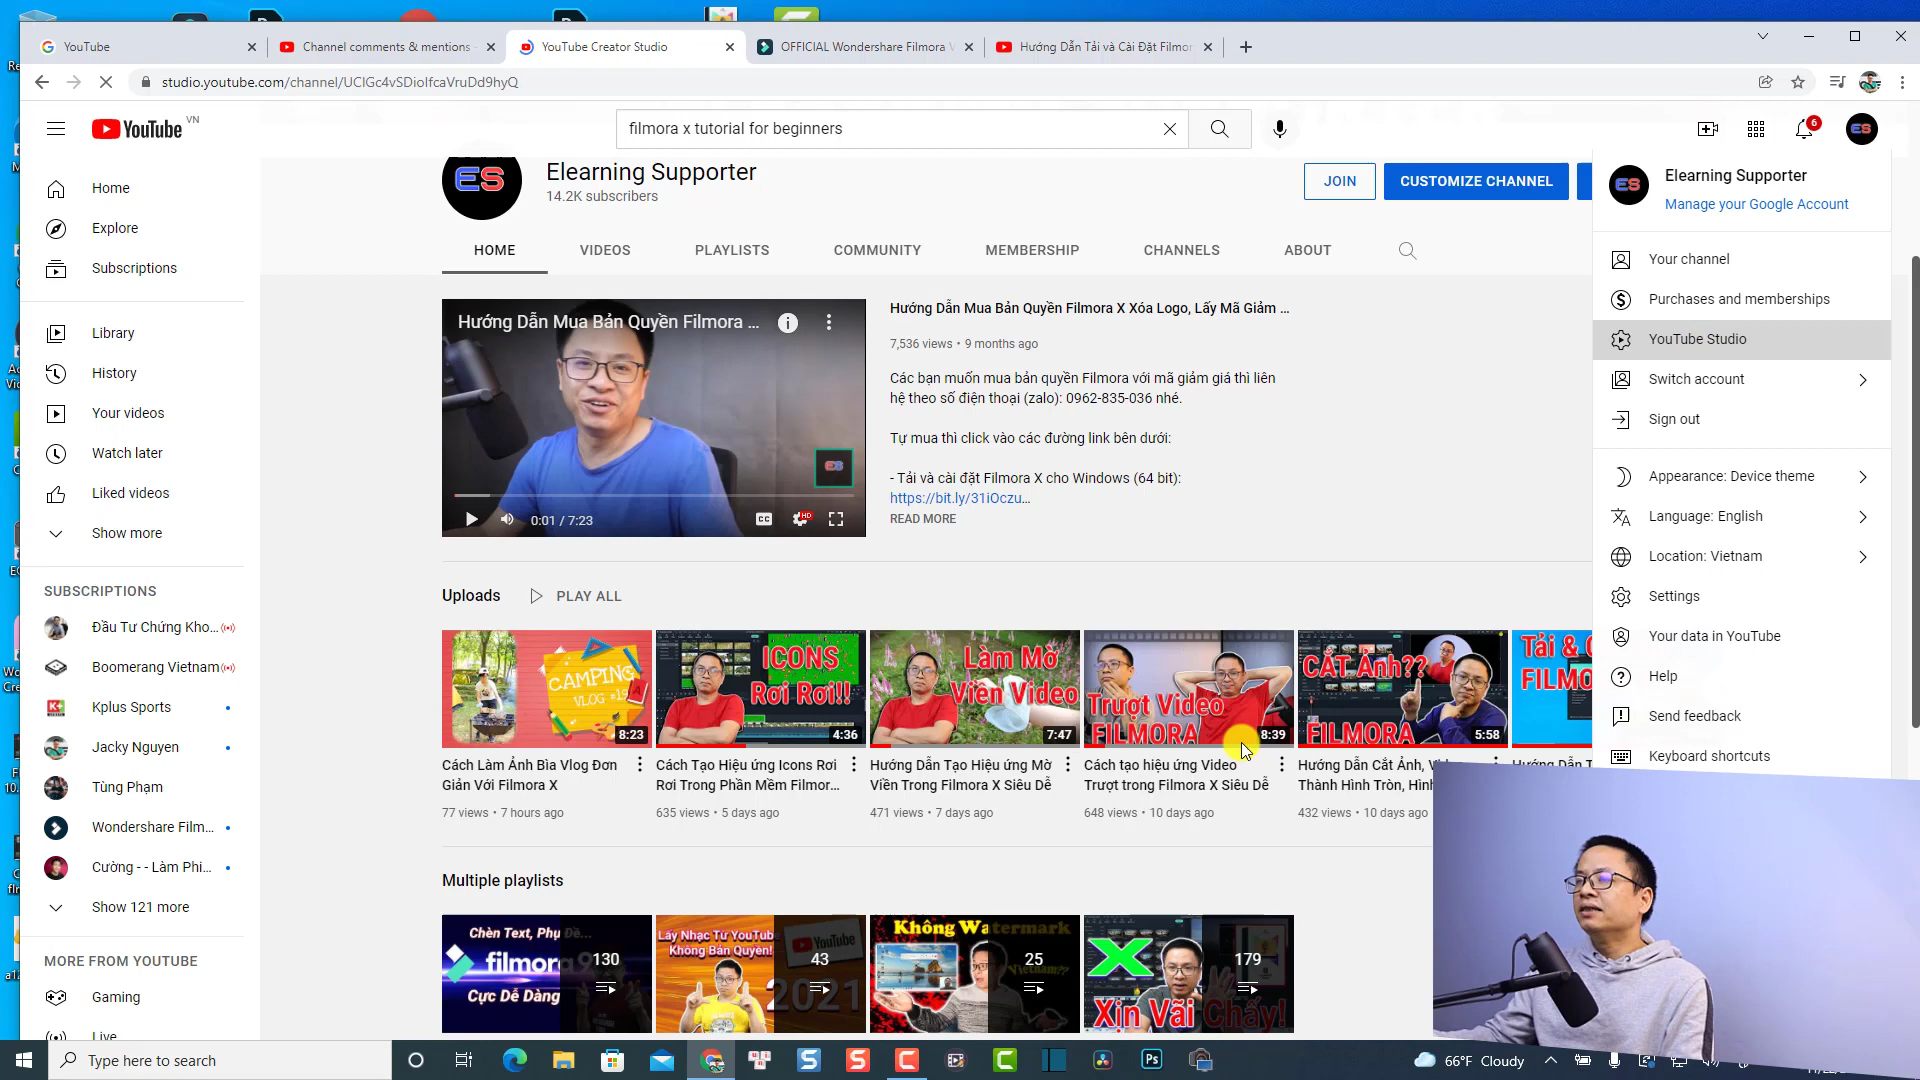 YouTube
Channel comments & mentions
YouTube Creator Studio
OFFICIAL Wondershare Filmora V
Hướng Dẫn Tải và Cài Đặt Filmor
studio.youtube.com/channel/UCIGc4vSDioIfcaVruDd9hyQ
YouTube VN
filmora x tutorial for beginners
6
ES
Home
Explore
Subscriptions
Library
History
Your videos
Watch later
Liked videos
Show more
SUBSCRIPTIONS
Đầu Tư Chứng Kho...
Boomerang Vietnam
Kplus Sports
Jacky Nguyen
Tùng Phạm
Wondershare Film...
Cường - - Làm Phi...
Show 121 more
MORE FROM YOUTUBE
Gaming
Live
ES
Elearning Supporter
14.2K subscribers
JOIN
CUSTOMIZE CHANNEL
HOME
VIDEOS
PLAYLISTS
COMMUNITY
MEMBERSHIP
CHANNELS
ABOUT
Hướng Dẫn Mua Bản Quyền Filmora ...
ES
0:01 / 7:23
CC
HD
Hướng Dẫn Mua Bản Quyền Filmora X Xóa Logo, Lấy Mã Giảm ...
7,536 views • 9 months ago
Các bạn muốn mua bản quyền Filmora với mã giảm giá thì liên
hệ theo số điện thoại (zalo): 0962-835-036 nhé.
Tự mua thì click vào các đường link bên dưới:
- Tải và cài đặt Filmora X cho Windows (64 bit):
https://bit.ly/31iOczu...
READ MORE
Uploads
PLAY ALL
CAMPING
VLOG #19
8:23
Cách Làm Ảnh Bìa Vlog Đơn
Giản Với Filmora X
77 views • 7 hours ago
ICONS
Rơi Rơi!!
4:36
Cách Tạo Hiệu ứng Icons Rơi
Rơi Trong Phần Mềm Filmor...
635 views • 5 days ago
Làm Mờ
Viền Video
7:47
Hướng Dẫn Tạo Hiệu ứng Mờ
Viền Trong Filmora X Siêu Dễ
471 views • 7 days ago
Trượt Video
FILMORA
8:39
Cách tạo hiệu ứng Video
Trượt trong Filmora X Siêu Dễ
648 views • 10 days ago
CẮT Ảnh??
FILMORA
5:58
Hướng Dẫn Cắt Ảnh, Vi
Thành Hình Tròn, Hình
432 views • 10 days ago
Tải & C
FILMO
Hướng Dẫn T
Multiple playlists
Chèn Text, Phụ Đề...
filmora9
Cực Dễ Dàng
130
Lấy Nhạc Từ YouTube
Không Bản Quyền!
YouTube
2021
43
Không Watermark
25
Xịn Vãi Chấy!
179
ES
Elearning Supporter
Manage your Google Account
Your channel
Purchases and memberships
YouTube Studio
Switch account
Sign out
Appearance: Device theme
Language: English
Location: Vietnam
Settings
Your data in YouTube
Help
Send feedback
Keyboard shortcuts
Type here to search
Ps
66°F Cloudy